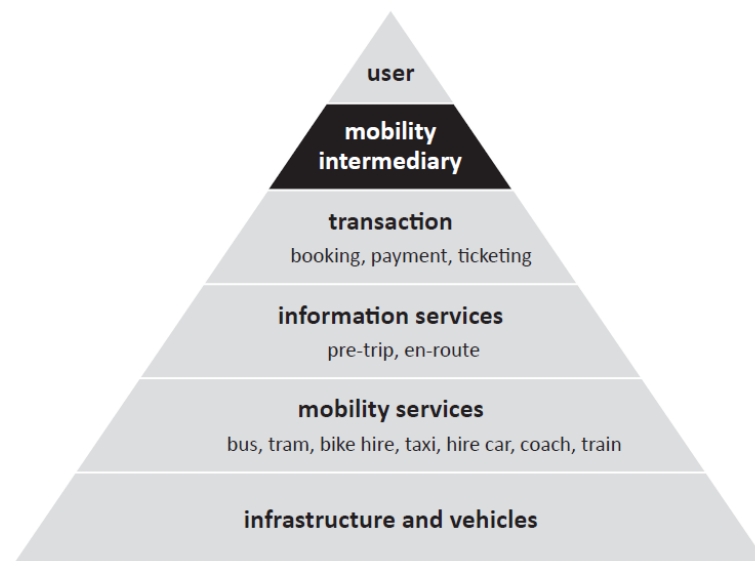 user
mobility
intermediary
transaction
booking, payment, ticketing
information services
pre-trip, en-route
mobility services
bus, tram, bike hire, taxi, hire car, coach, train
infrastructure and vehicles